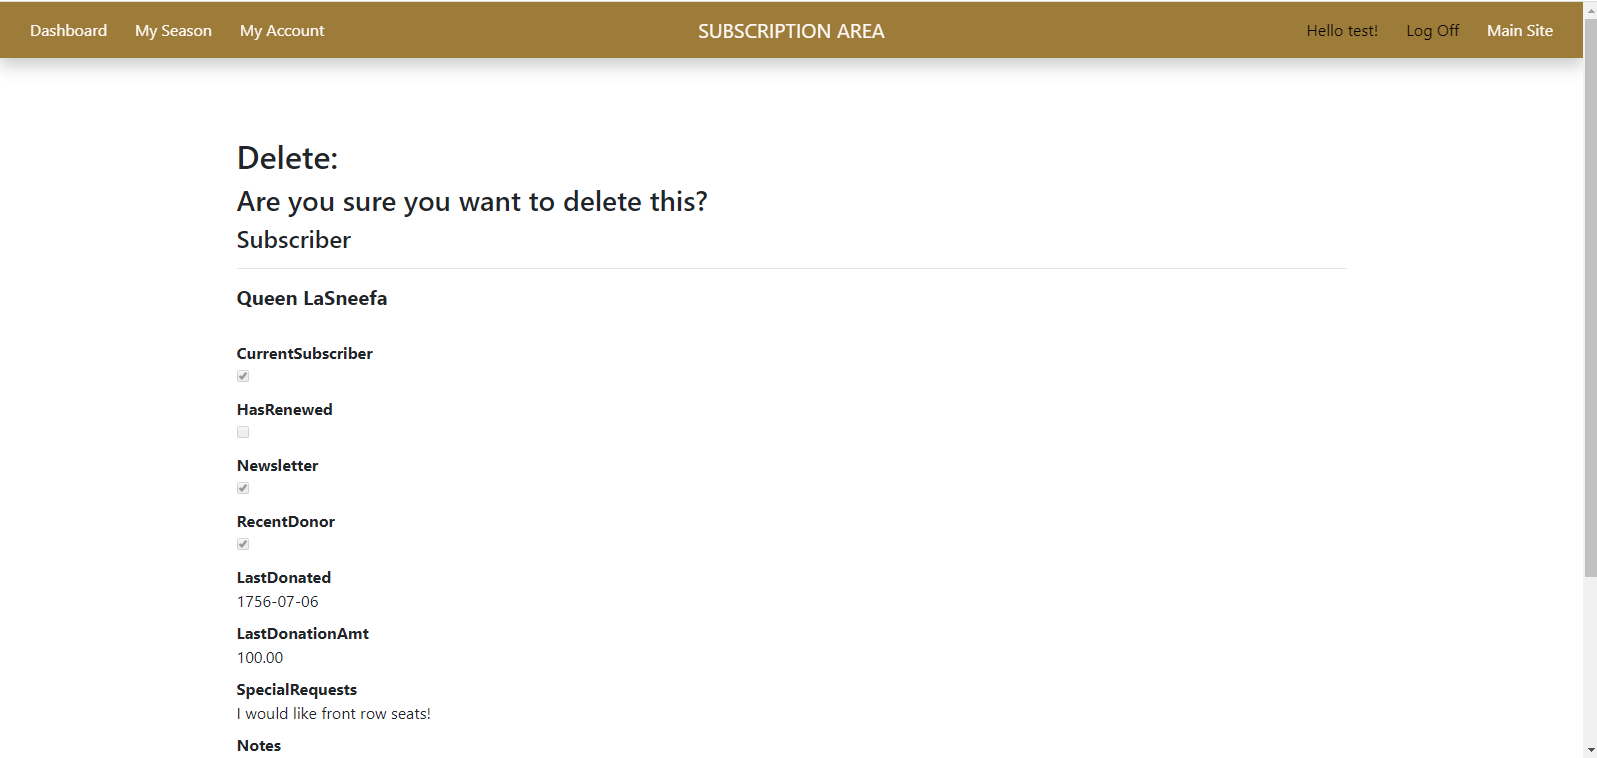 Dashboard My Season My Account SUBSCRIPTION AREA Hello test! Log Off Main Site
Delete:
Are you sure you want to delete this?
Subscriber
Queen LaSneefa
CurrentSubscriber
HasRenewed
Newsletter
RecentDonor
LastDonated
1756-07-06
LastDonationAmt
100.00
SpecialRequests
I would like front row seats!
Notes